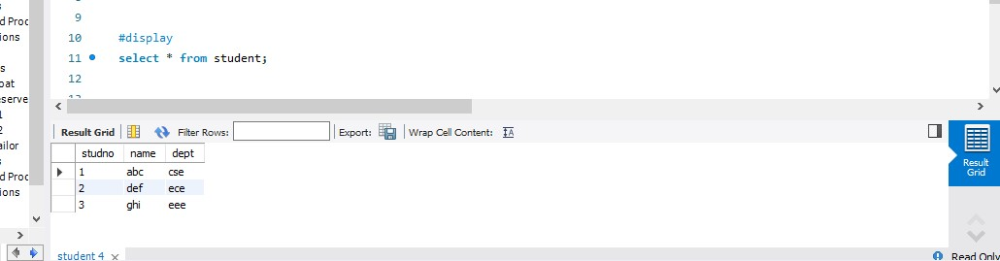 9
d Proc
ions
10 #display
11 select * from student;
12
s
oat
eserve
1
2
ailor
d Proc
ions
Result Grid Filter Rows: Export: Wrap Cell Content: IA
studno name dept
1 abc cse
2 def ece
3 ghi eee
Result
Grid
student 4 x
Read Only